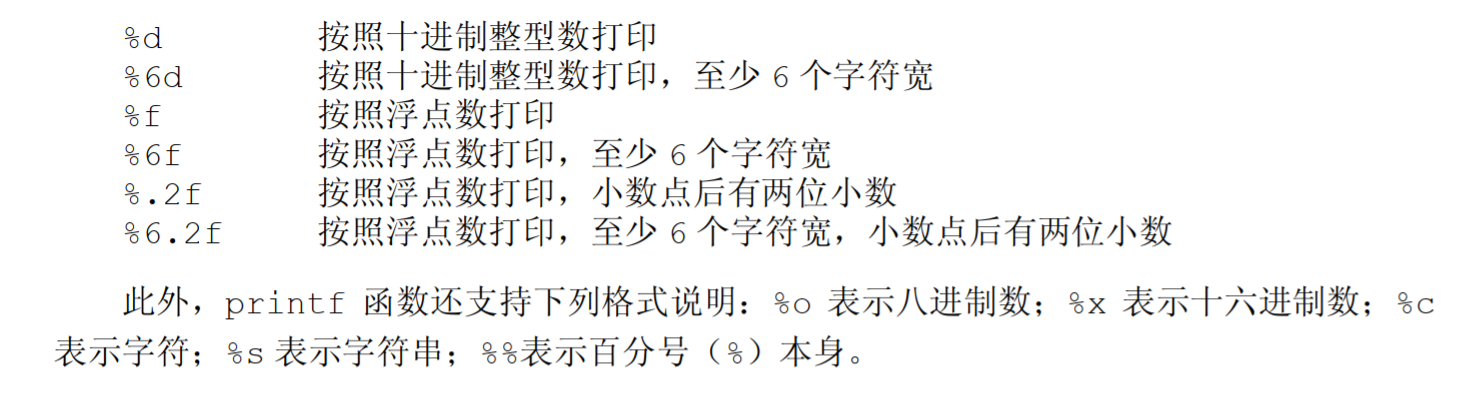 %d 按照十进制整型数打印
%6d 按照十进制整型数打印，至少 6 个字符宽
%f 按照浮点数打印
%6f 按照浮点数打印，至少 6 个字符宽
%.2f 按照浮点数打印，小数点后有两位小数
%6.2f 按照浮点数打印，至少 6 个字符宽，小数点后有两位小数
此外，printf 函数还支持下列格式说明：%o 表示八进制数；%x 表示十六进制数；%c
表示字符；%s 表示字符串；%%表示百分号（%）本身。